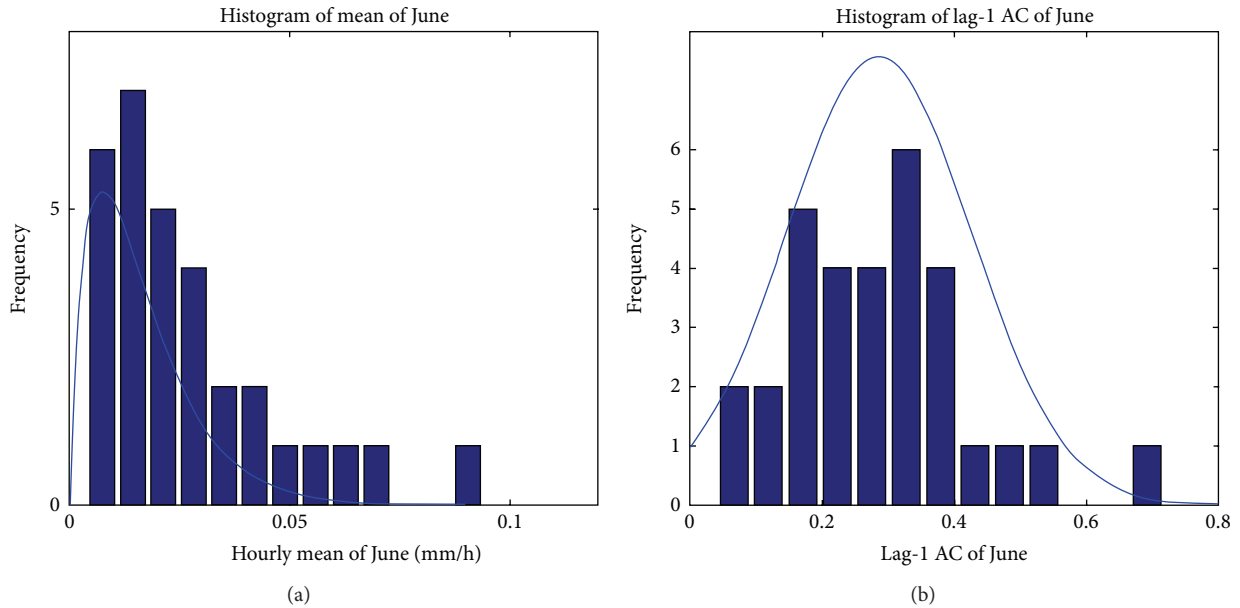 Histogram of mean of June
5
0
0
0.05
0.1
Frequency
Hourly mean of June (mm/h)
(a)
Histogram of lag-1 AC of June
6
5
4
3
2
1
0
0
0.2
0.4
0.6
0.8
Frequency
Lag-1 AC of June
(b)